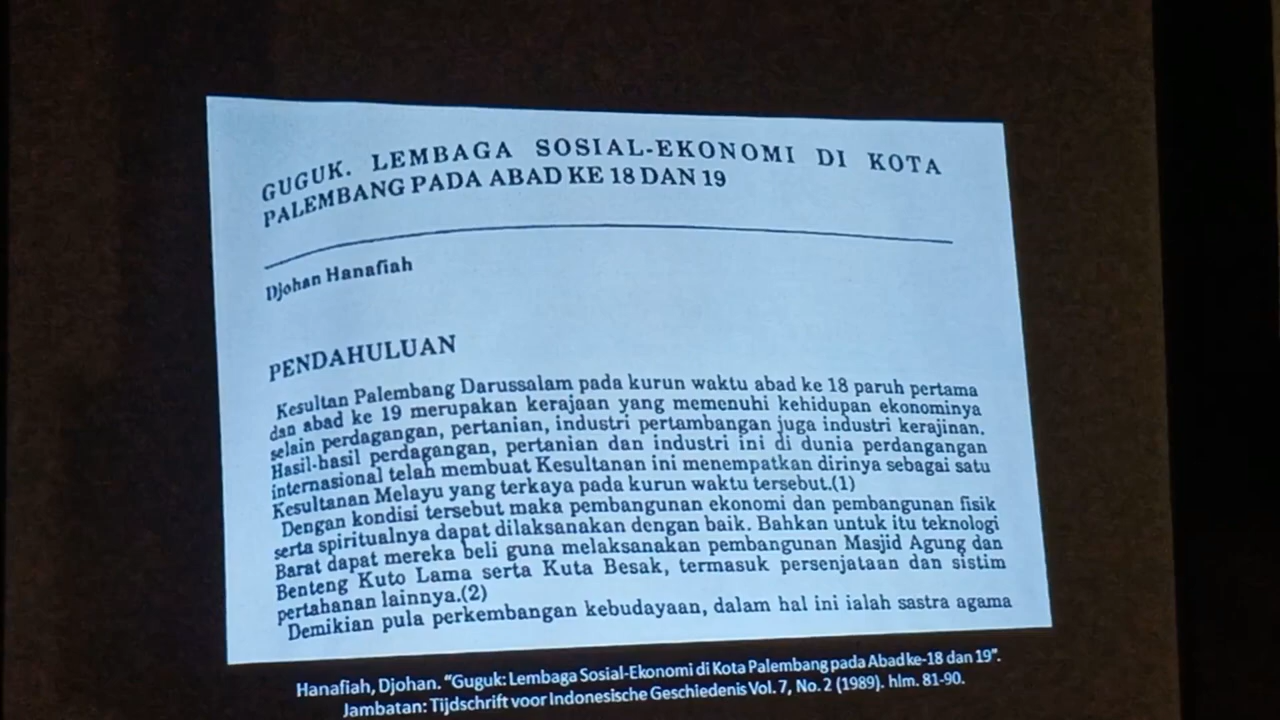 GUGUK. LEMBAGA SOSIAL-EKONOMI DI KOTA
PALEMBANG PADA ABAD KE 18 DAN 19
Djohan Hanafiah
PENDAHULUAN
Kesultan Palembang Darussalam pada kurun waktu abad ke 18 paruh pertama
dan abad ke 19 merupakan kerajaan yang memenuhi kehidupan ekonominya
selain perdagangan, pertanian, industri pertambangan juga industri kerajinan.
Hasil-hasil perdagangan, pertanian dan industri ini di dunia perdangangan
internasional telah membuat Kesultanan ini menempatkan dirinya sebagai satu
Kesultanan Melayu yang terkaya pada kurun waktu tersebut.(1)
Dengan kondisi tersebut maka pembangunan ekonomi dan pembangunan fisik
serta spiritualnya dapat dilaksanakan dengan baik. Bahkan untuk itu teknologi
Barat dapat mereka beli guna melaksanakan pembangunan Masjid Agung dan
Benteng Kuto Lama serta Kuta Besak, termasuk persenjataan dan sistim
pertahanan lainnya.(2)
Demikian pula perkembangan kebudayaan, dalam hal ini ialah sastra agama
Hanafiah, Djohan. "Guguk: Lembaga Sosial-Ekonomi di Kota Palembang pada Abad ke-18 dan 19".
Jambatan: Tijdschrift voor Indonesische Geschiedenis Vol. 7, No. 2 (1989). hlm. 81-90.